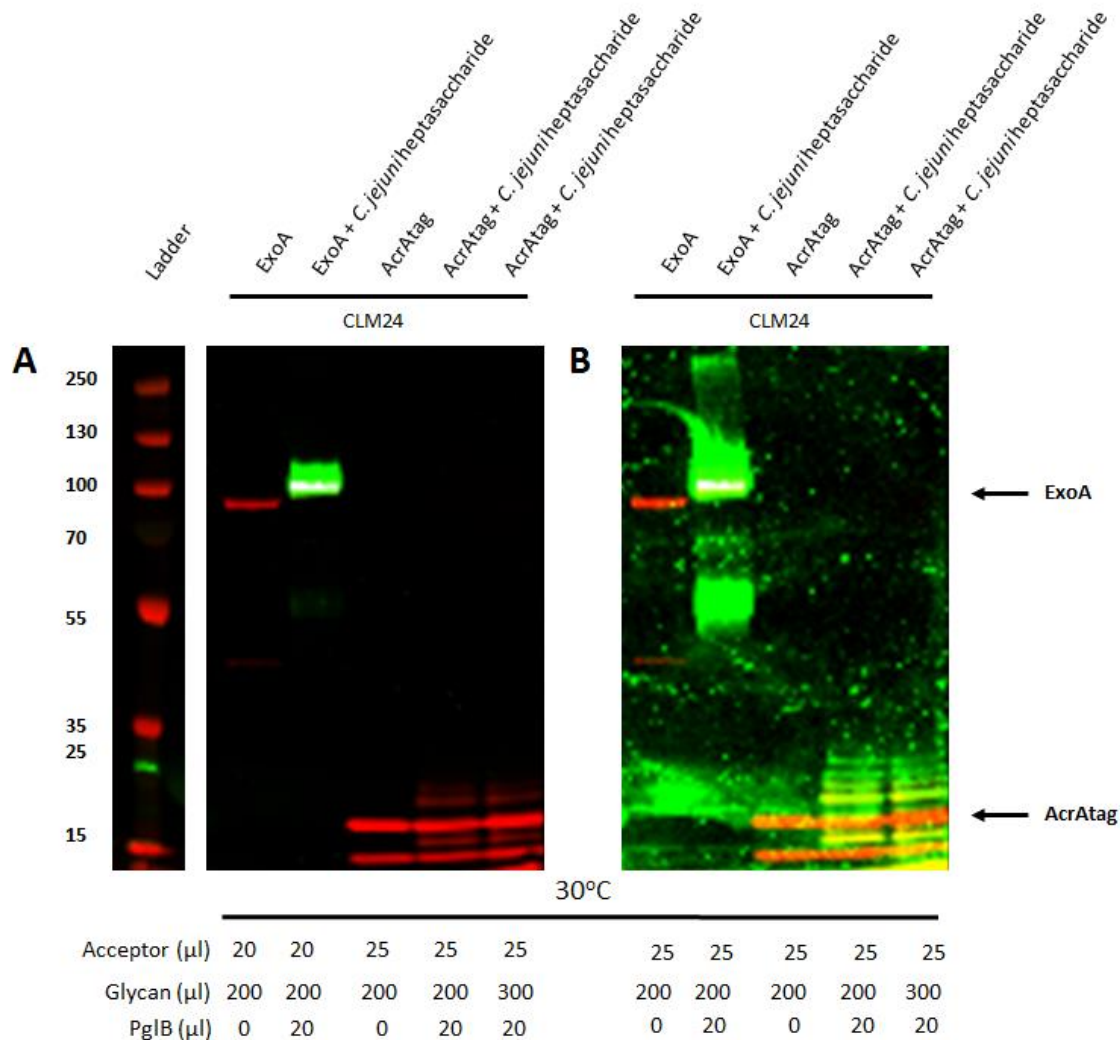 Ladder
ExoA
ExoA + C. jejuni heptasaccharide
AcrAtag
AcrAtag + C. jejuni heptasaccharide
AcrAtag + C. jejuni heptasaccharide
ExoA
ExoA + C. jejuni heptasaccharide
AcrAtag
AcrAtag + C. jejuni heptasaccharide
AcrAtag + C. jejuni heptasaccharide
CLM24 CLM24
A B
250
130
100
70
55
35
25
15
ExoA
AcrAtag
30°C
Acceptor (µl) 20 20 25 25 25 25 25 25 25 25
Glycan (µl) 200 200 200 200 300 200 200 200 200 300
PglB (µl) 0 20 0 20 20 0 20 0 20 20